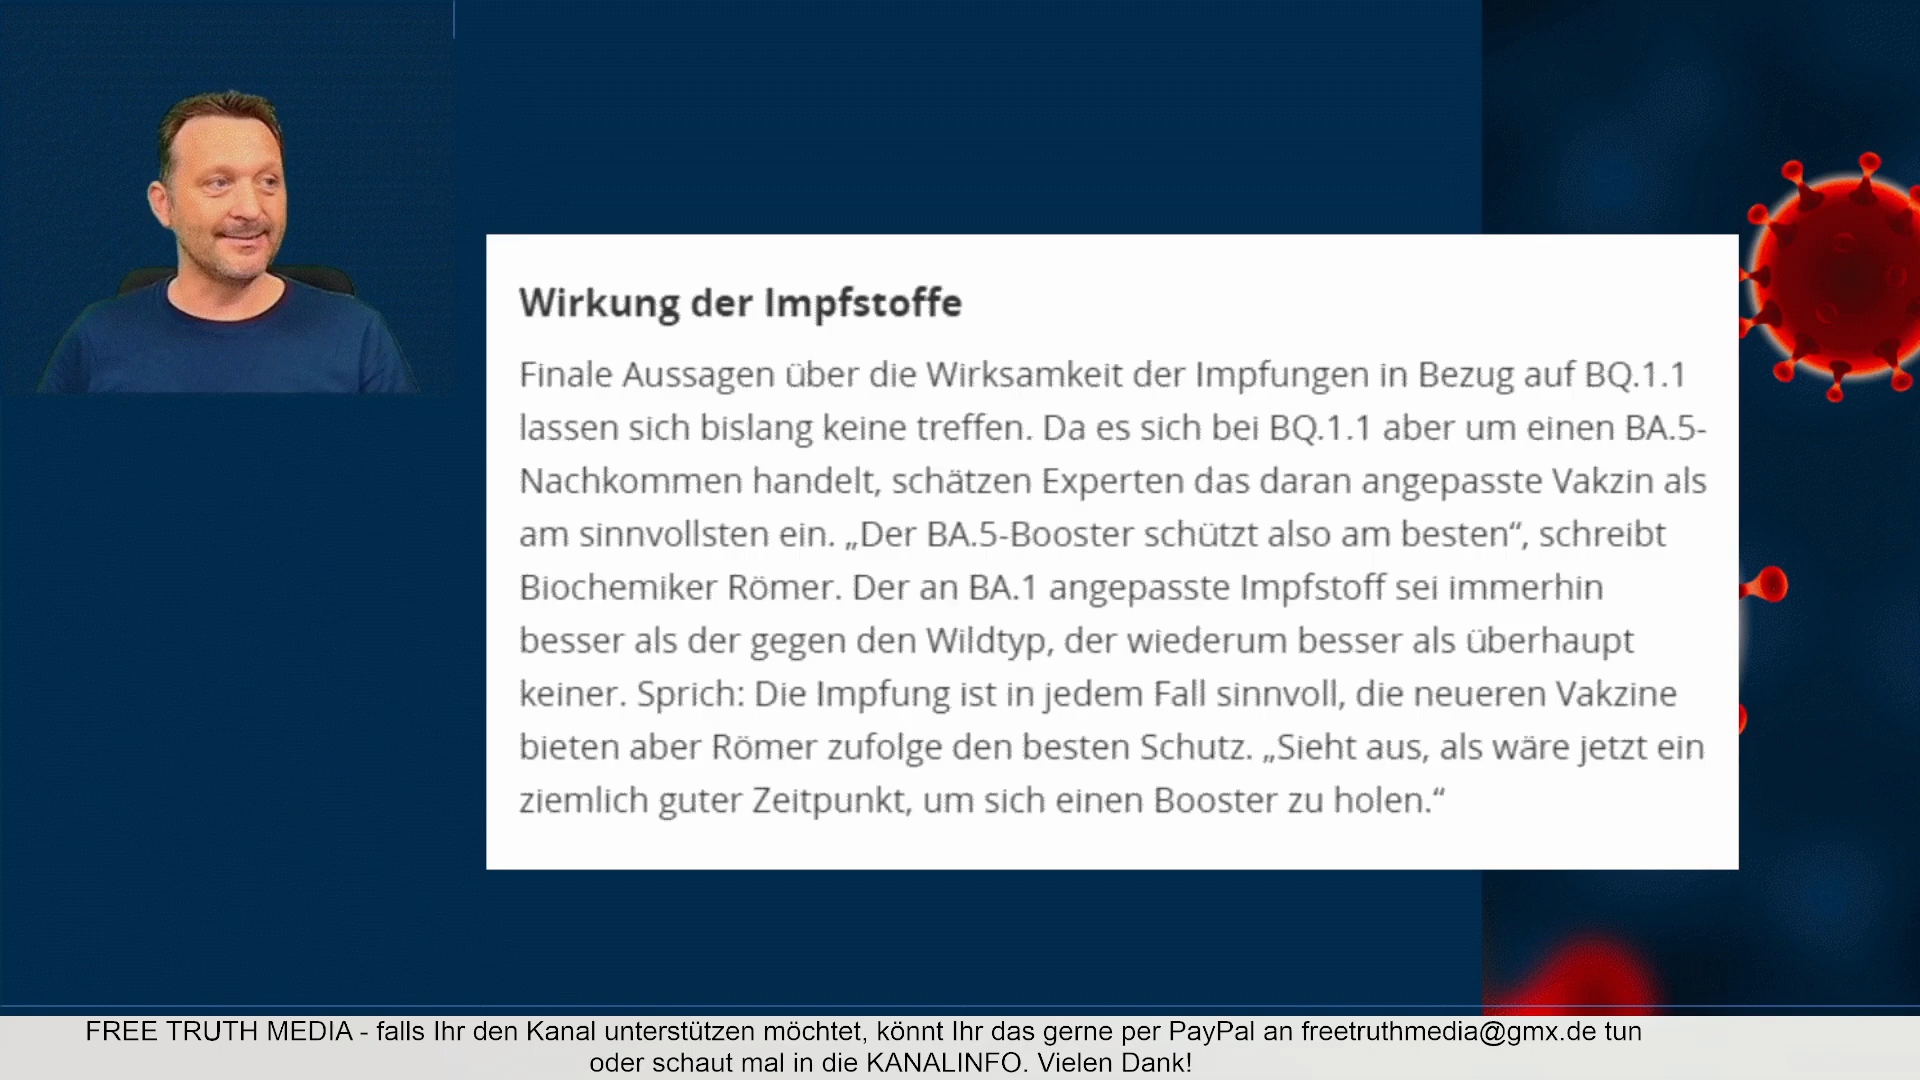 Wirkung der Impfstoffe
Finale Aussagen über die Wirksamkeit der Impfungen in Bezug auf BQ.1.1
lassen sich bislang keine treffen. Da es sich bei BQ.1.1 aber um einen BA.5-
Nachkommen handelt, schätzen Experten das daran angepasste Vakzin als
am sinnvollsten ein. „Der BA.5-Booster schützt also am besten“, schreibt
Biochemiker Römer. Der an BA.1 angepasste Impfstoff sei immerhin
besser als der gegen den Wildtyp, der wiederum besser als überhaupt
keiner. Sprich: Die Impfung ist in jedem Fall sinnvoll, die neueren Vakzine
bieten aber Römer zufolge den besten Schutz. „Sieht aus, als wäre jetzt ein
ziemlich guter Zeitpunkt, um sich einen Booster zu holen.“
FREE TRUTH MEDIA - falls Ihr den Kanal unterstützen möchtet, könnt Ihr das gerne per PayPal an freetruthmedia@gmx.de tun
oder schaut mal in die KANALINFO. Vielen Dank!